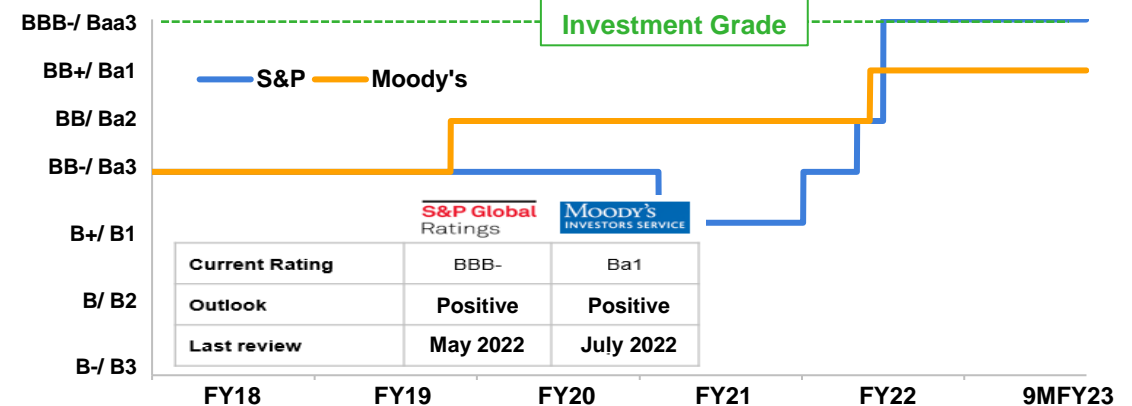 BBB-/ Baa3
Investment Grade
BB+/ Ba1
S&P
Moody's
BB/ Ba2
BB-/ Ba3
S&P Global
Ratings
MOODY'S
INVESTORS SERVICE
B+/ B1
Current Rating BBB- Ba1
B/ B2
Outlook Positive Positive
Last review May 2022 July 2022
B-/ B3
FY18 FY19 FY20 FY21 FY22 9MFY23